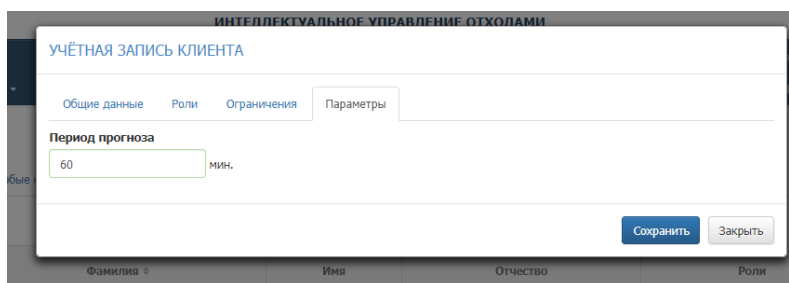 ИНТЕЛЛЕКТУАЛЬНОЕ УПРАВЛЕНИЕ ОТХОДАМИ
УЧЁТНАЯ ЗАПИСЬ КЛИЕНТА
Общие данные Роли Ограничения Параметры
Период прогноза
60 мин.
Сохранить Закрыть
Фамилия Имя Отчество Роли